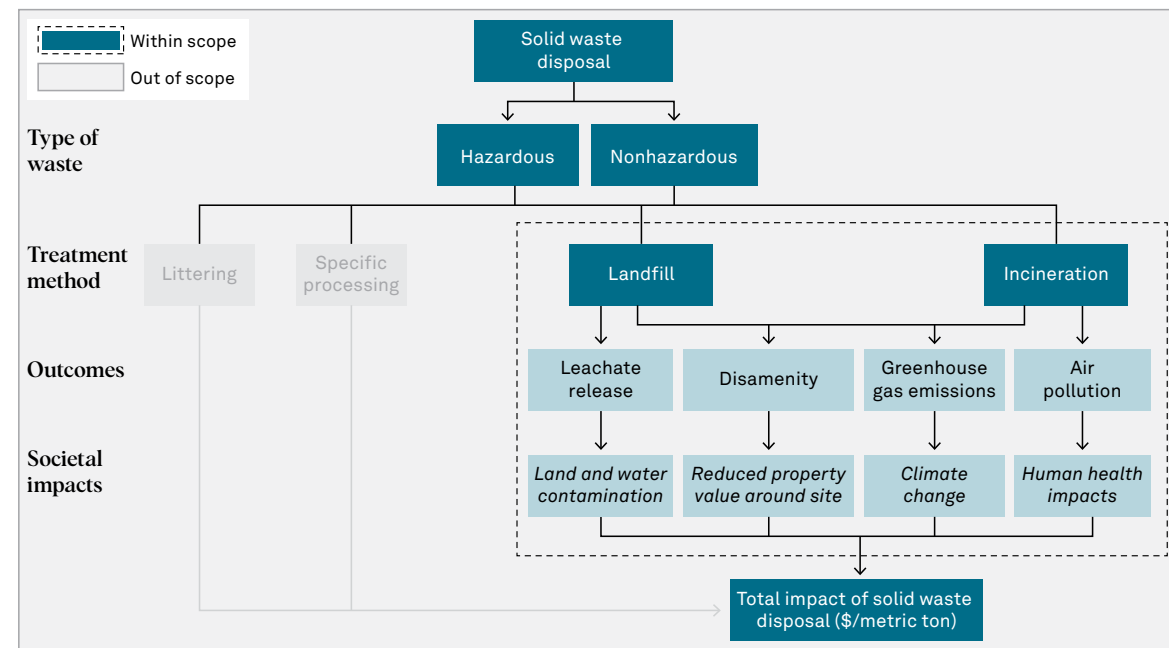 Within scope
Out of scope
Solid waste
disposal
Type of
waste
Hazardous
Nonhazardous
Treatment
method
Littering
Specific
processing
Landfill
Incineration
Outcomes
Leachate
release
Disamenity
Greenhouse
gas emissions
Air
pollution
Societal
impacts
Land and water
contamination
Reduced property
value around site
Climate
change
Human health
impacts
Total impact of solid waste
disposal ($/metric ton)